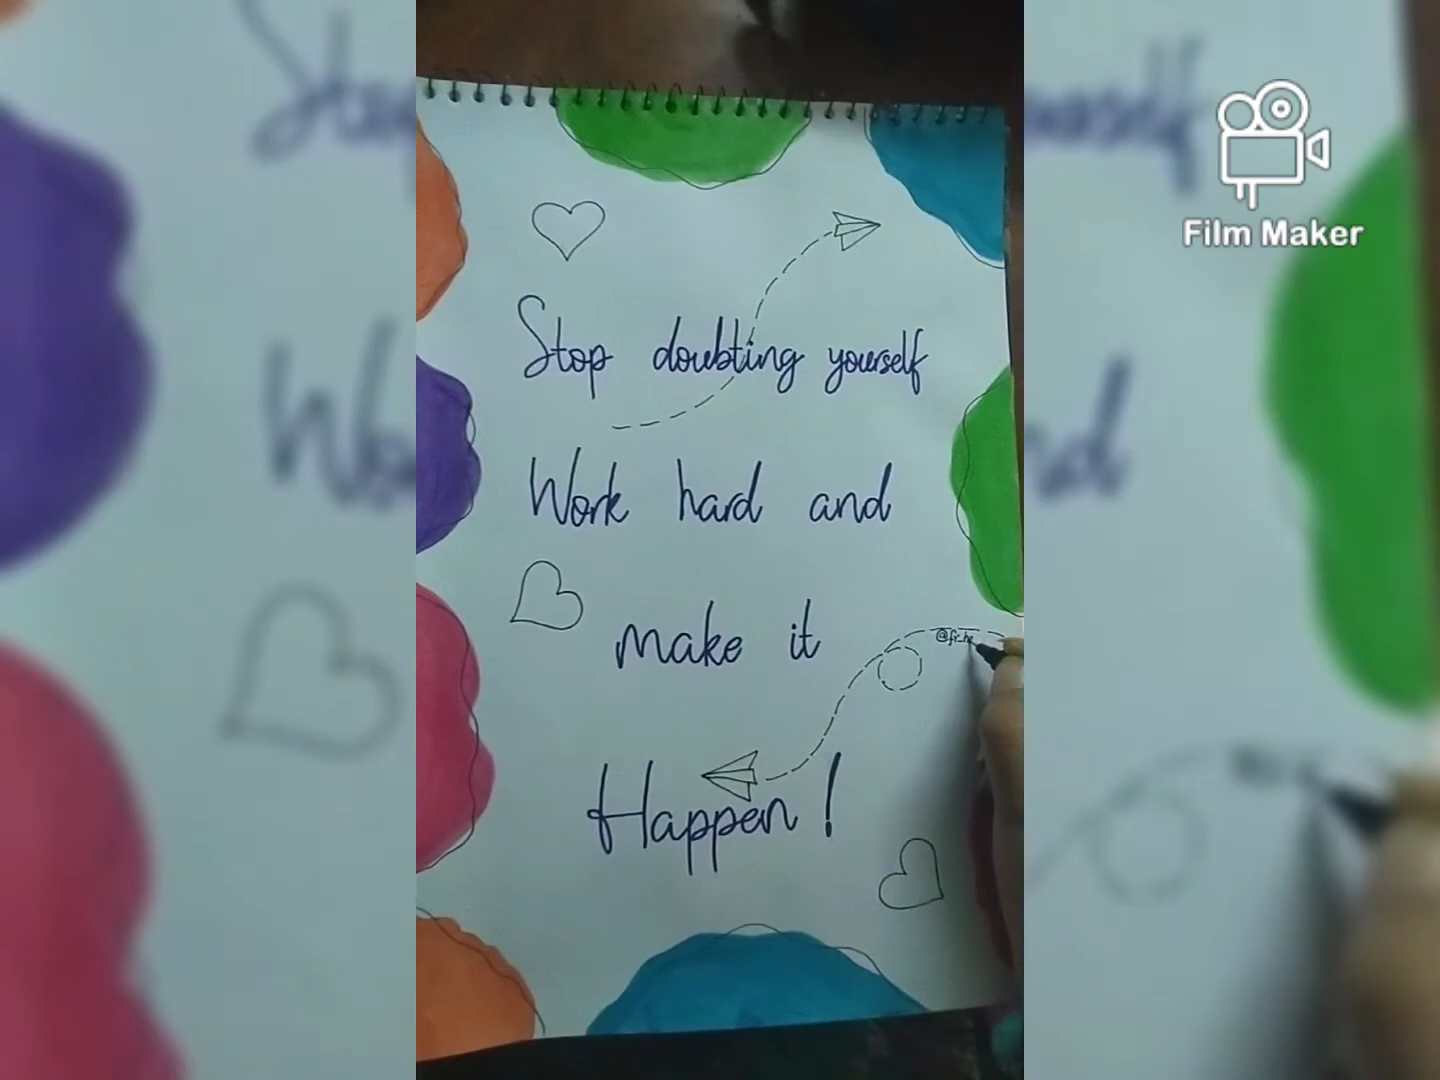 Film Maker
Stop doubting yourself
Work hard and
make it
Happen!